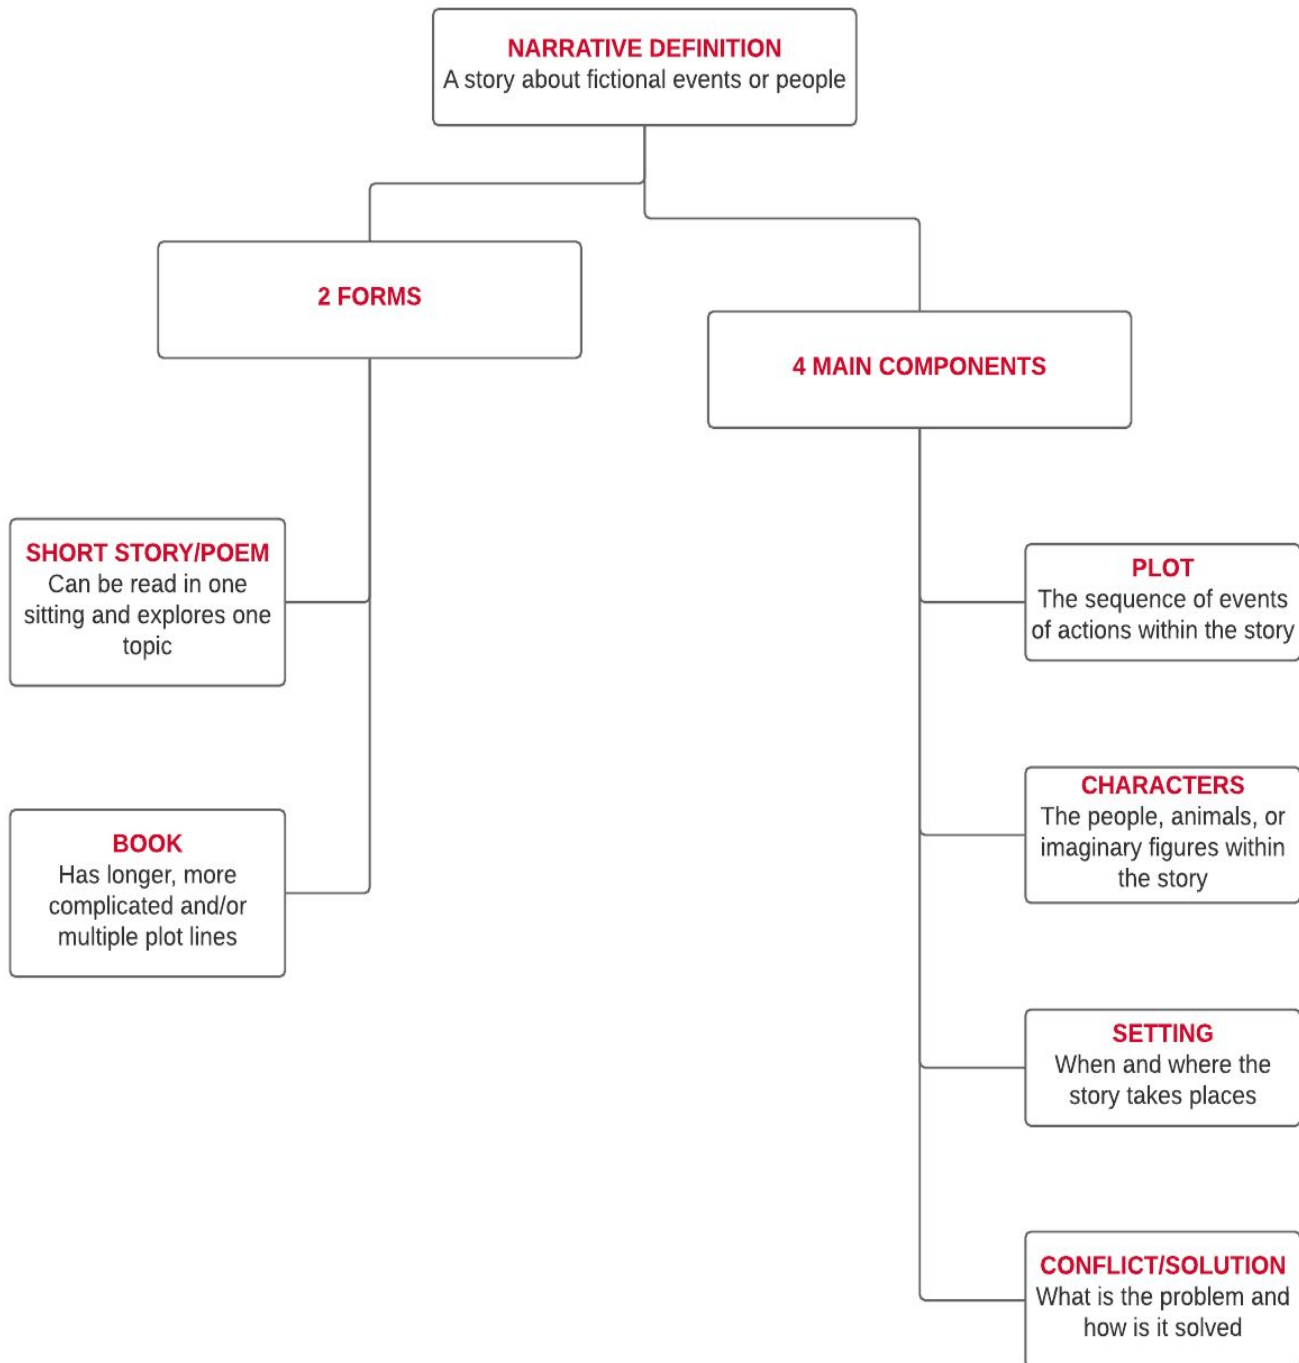 NARRATIVE DEFINITION
A story about fictional events or people
2 FORMS
4 MAIN COMPONENTS
SHORT STORY/POEM
Can be read in one
sitting and explores one
topic
BOOK
Has longer, more
complicated and/or
multiple plot lines
PLOT
The sequence of events
of actions within the story
CHARACTERS
The people, animals, or
imaginary figures within
the story
SETTING
When and where the
story takes places
CONFLICT/SOLUTION
What is the problem and
how is it solved